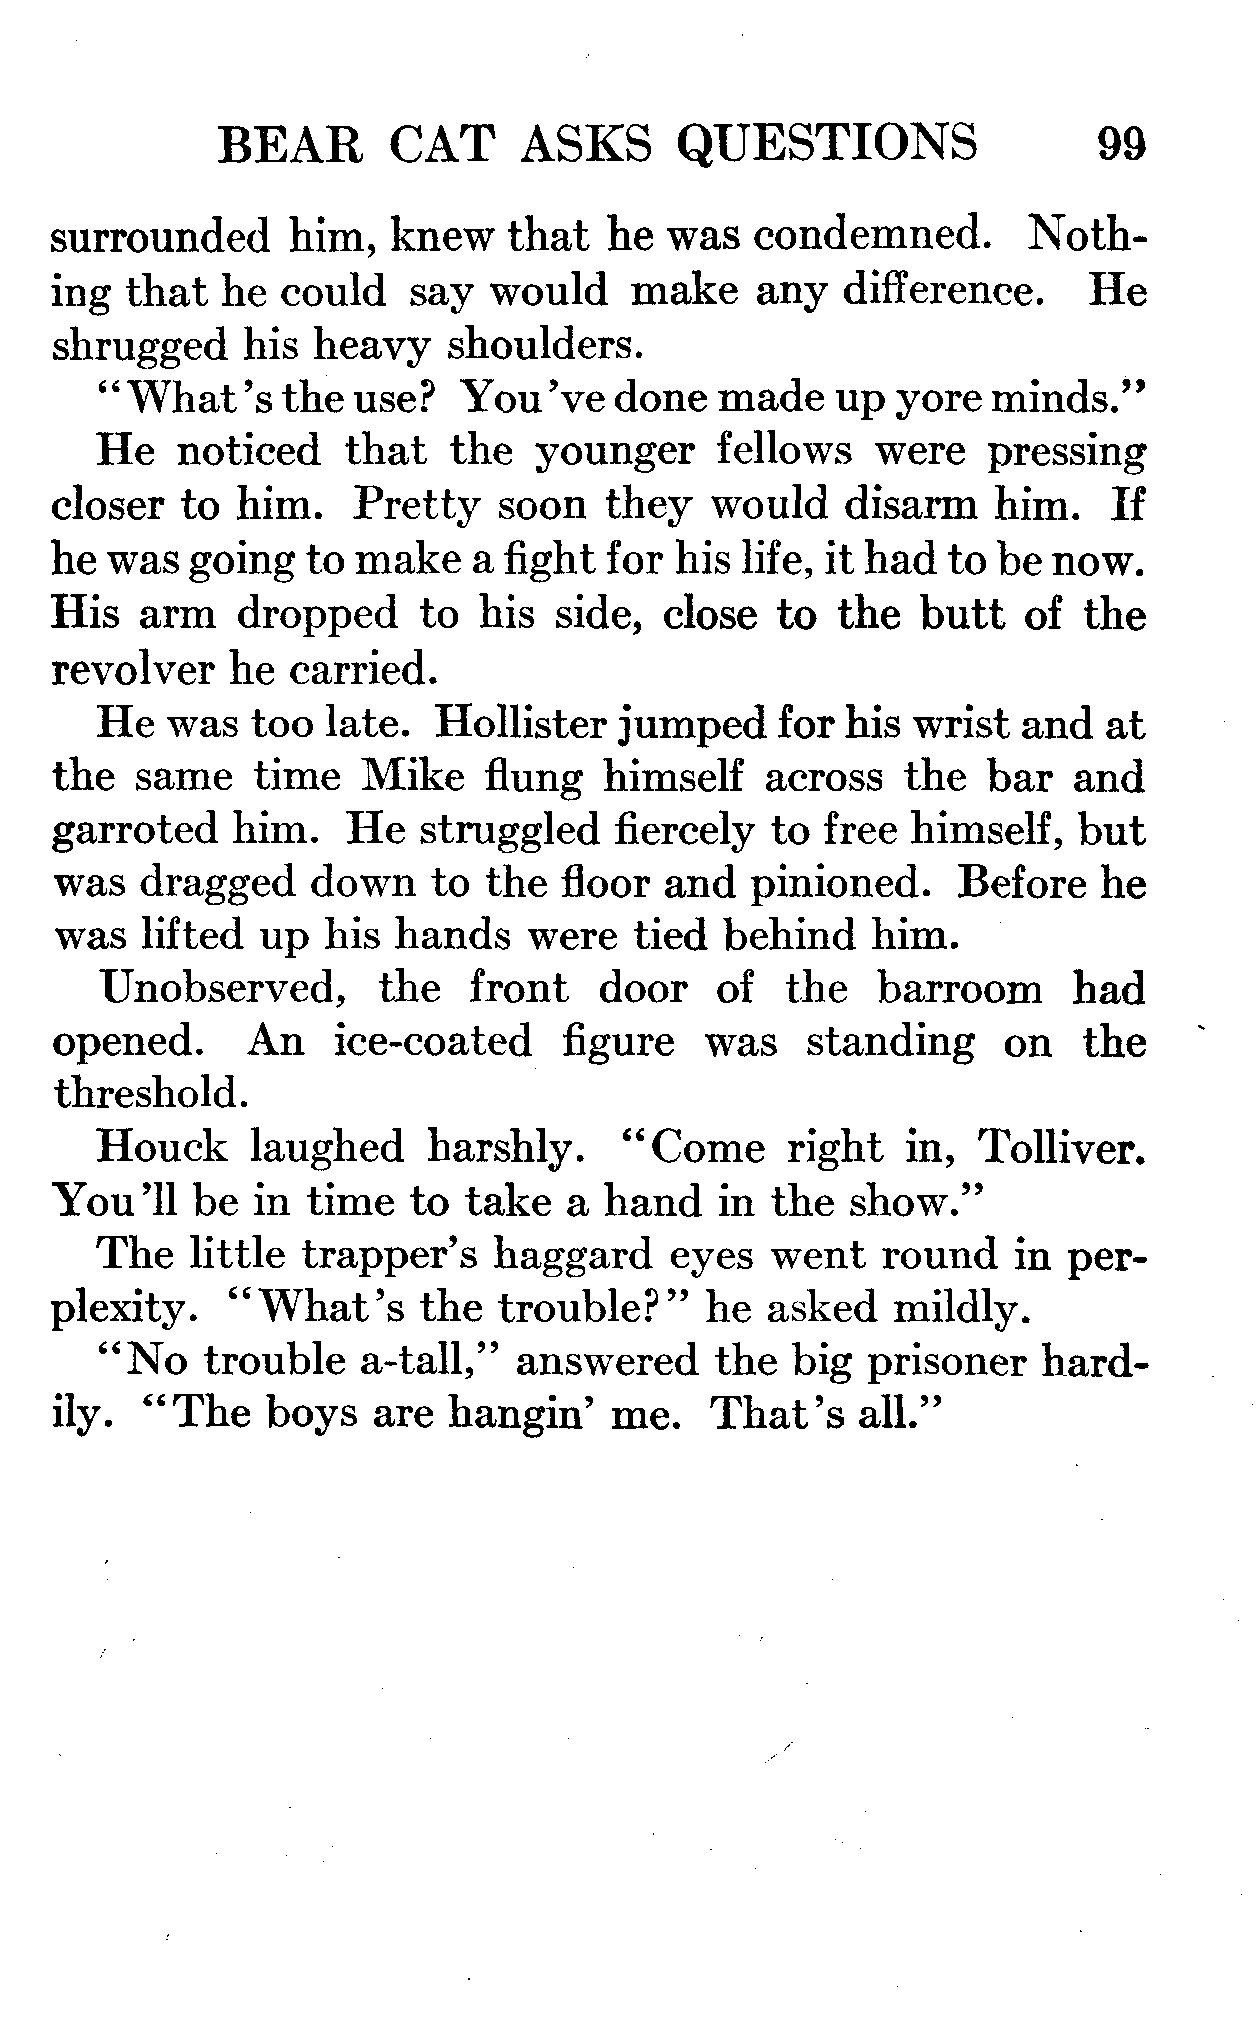 BEAR CAT ASKS QUESTIONS 99
surrounded him, knew that he was condemned. Noth-
ing that he could say would make any difference. He
shrugged his heavy shoulders.
"What's the use? You've done made up yore minds."
He noticed that the younger fellows were pressing
closer to him. Pretty soon they would disarm him. If
he was going to make a fight for his life, it had to be now.
His arm dropped to his side, close to the butt of the
revolver he carried.
He was too late. Hollister jumped for his wrist and at
the same time Mike flung himself across the bar and
garroted him. He struggled fiercely to free himself, but
was dragged down to the floor and pinioned. Before he
was lifted up his hands were tied behind him.
Unobserved, the front door of the barroom had
opened. An ice-coated figure was standing on the
threshold.
Houck laughed harshly. "Come right in, Tolliver.
You'll be in time to take a hand in the show."
The little trapper's haggard eyes went round in per-
plexity. "What's the trouble?" he asked mildly.
"No trouble a-tall," answered the big prisoner hard-
ily. "The boys are hangin' me. That's all."